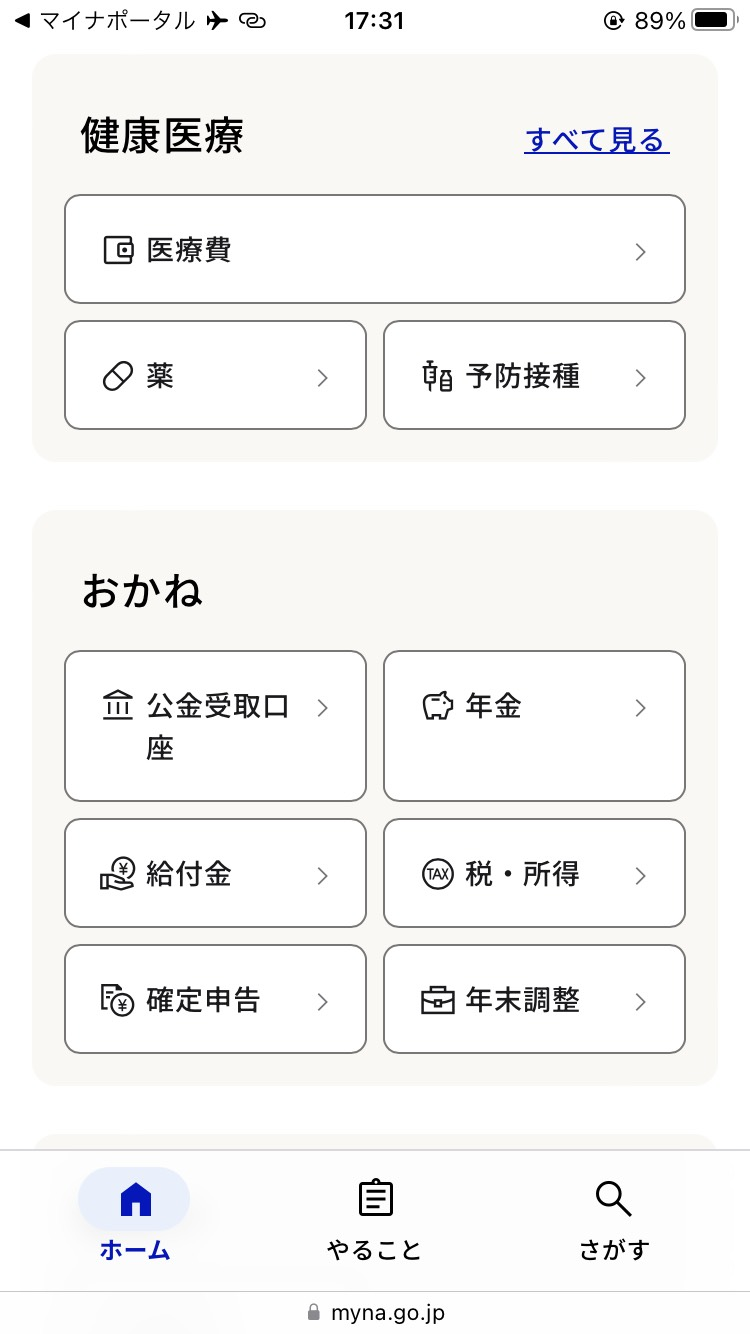 マイナポータル
17:31
89%
健康医療
すべて見る
医療費
薬
予防接種
おかね
公金受取口
座
年金
給付金
TAX
税・所得
確定申告
年末調整
ホーム
やること
さがす
myna.go.jp